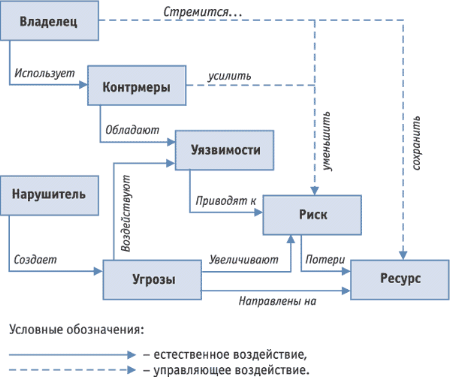 Владелец
Стремится...
Использует
Контрмеры
усилить
уменьшить
сохранить
Обладают
Уязвимости
Воздействуют
Нарушитель
Приводят к
Риск
Создает
Угрозы
Увеличивают
Потери
Ресурс
Направлены на
Условные обозначения:
– естественное воздействие,
– управляющее воздействие.